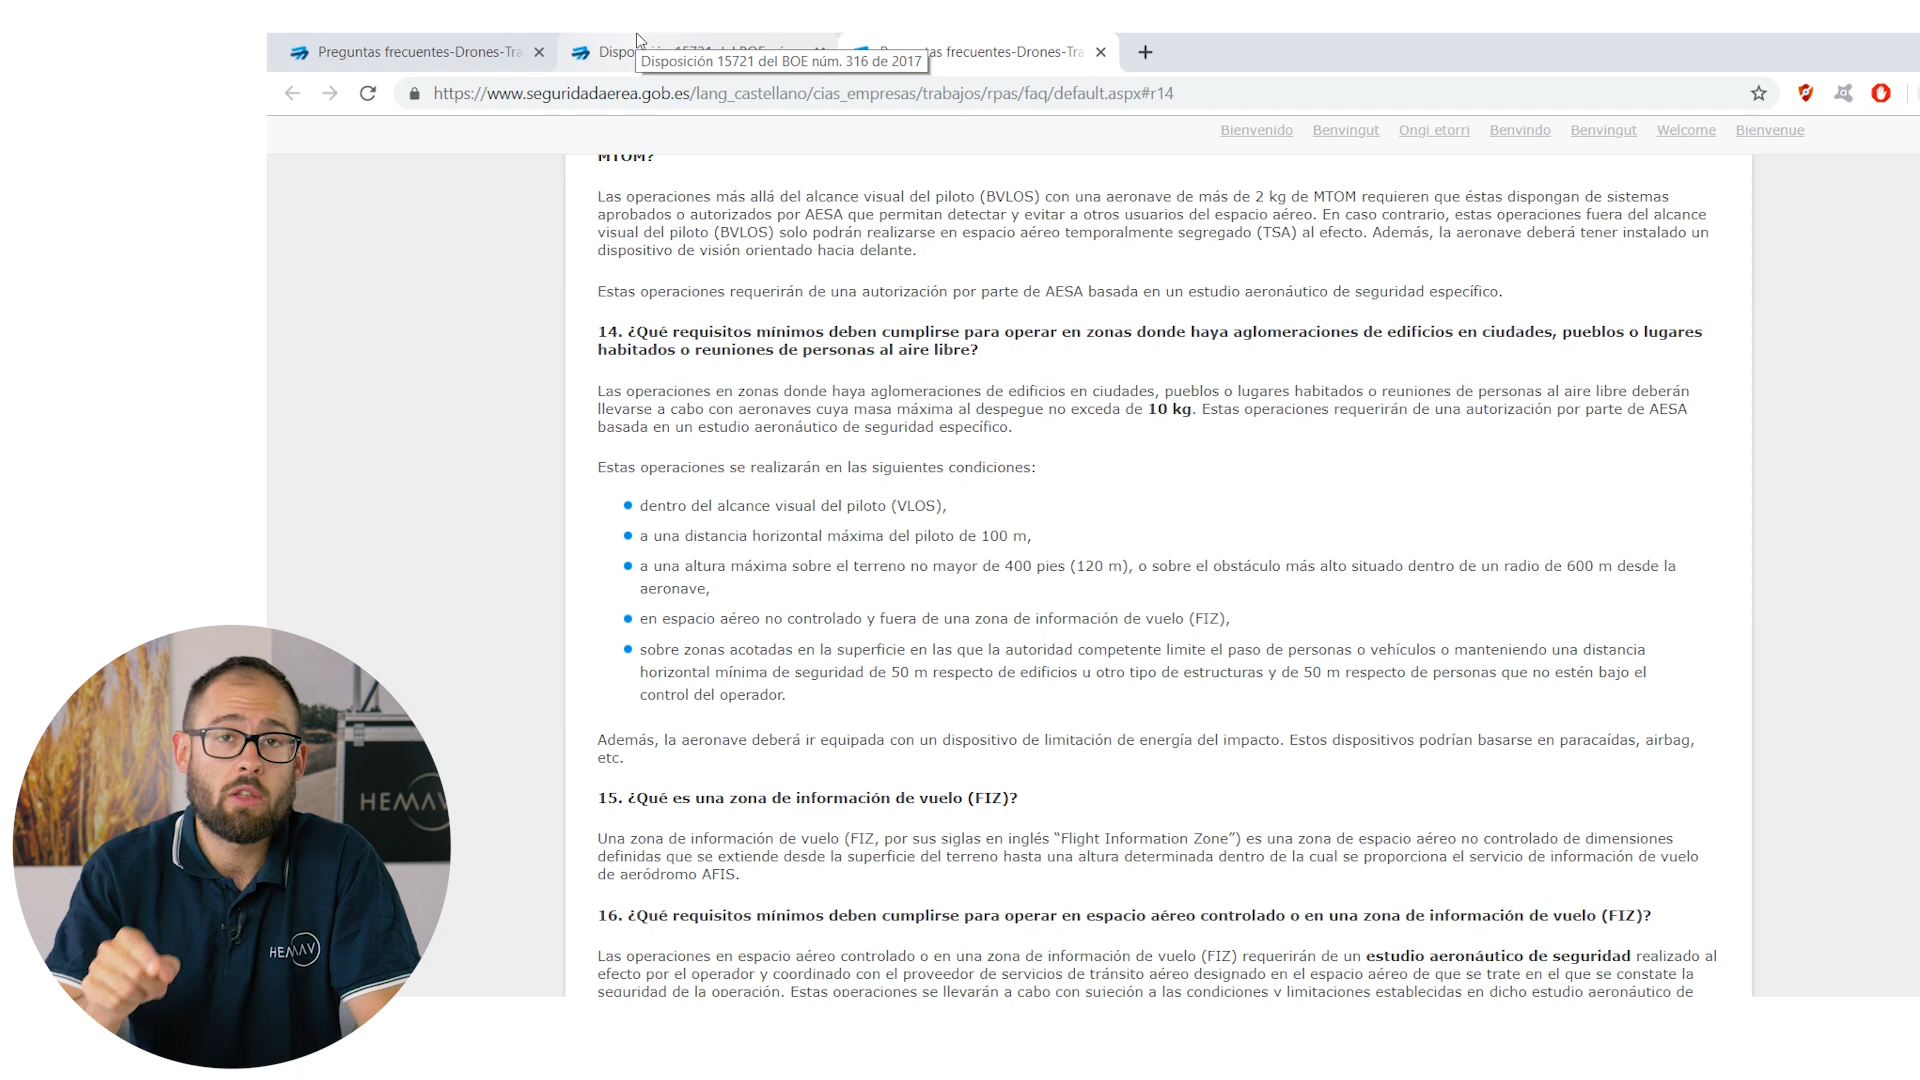 Preguntas frecuentes-Drones-Tra
Dispo
as frecuentes-Drones-Tra
Disposición 15721 del BOE núm. 316 de 2017
https://www.seguridadaerea.gob.es/lang_castellano/cias_empresas/trabajos/rpas/faq/default.aspx#r14
Bienvenido Benvingut Ongi etorri Benvindo Benvingut Welcome Bienvenue
MTOM?
Las operaciones más allá del alcance visual del piloto (BVLOS) con una aeronave de más de 2 kg de MTOM requieren que éstas dispongan de sistemas
aprobados o autorizados por AESA que permitan detectar y evitar a otros usuarios del espacio aéreo. En caso contrario, estas operaciones fuera del alcance
visual del piloto (BVLOS) solo podrán realizarse en espacio aéreo temporalmente segregado (TSA) al efecto. Además, la aeronave deberá tener instalado un
dispositivo de visión orientado hacia delante.
Estas operaciones requerirán de una autorización por parte de AESA basada en un estudio aeronáutico de seguridad específico.
14. ¿Qué requisitos mínimos deben cumplirse para operar en zonas donde haya aglomeraciones de edificios en ciudades, pueblos o lugares
habitados o reuniones de personas al aire libre?
Las operaciones en zonas donde haya aglomeraciones de edificios en ciudades, pueblos o lugares habitados o reuniones de personas al aire libre deberán
llevarse a cabo con aeronaves cuya masa máxima al despegue no exceda de 10 kg. Estas operaciones requerirán de una autorización por parte de AESA
basada en un estudio aeronáutico de seguridad específico.
Estas operaciones se realizarán en las siguientes condiciones:
dentro del alcance visual del piloto (VLOS),
a una distancia horizontal máxima del piloto de 100 m,
a una altura máxima sobre el terreno no mayor de 400 pies (120 m), o sobre el obstáculo más alto situado dentro de un radio de 600 m desde la
aeronave,
en espacio aéreo no controlado y fuera de una zona de información de vuelo (FIZ),
sobre zonas acotadas en la superficie en las que la autoridad competente limite el paso de personas o vehículos o manteniendo una distancia
horizontal mínima de seguridad de 50 m respecto de edificios u otro tipo de estructuras y de 50 m respecto de personas que no estén bajo el
control del operador.
Además, la aeronave deberá ir equipada con un dispositivo de limitación de energía del impacto. Estos dispositivos podrían basarse en paracaídas, airbag,
etc.
15. ¿Qué es una zona de información de vuelo (FIZ)?
Una zona de información de vuelo (FIZ, por sus siglas en inglés “Flight Information Zone”) es una zona de espacio aéreo no controlado de dimensiones
definidas que se extiende desde la superficie del terreno hasta una altura determinada dentro de la cual se proporciona el servicio de información de vuelo
de aeródromo AFIS.
16. ¿Qué requisitos mínimos deben cumplirse para operar en espacio aéreo controlado o en una zona de información de vuelo (FIZ)?
Las operaciones en espacio aéreo controlado o en una zona de información de vuelo (FIZ) requerirán de un estudio aeronáutico de seguridad realizado al
efecto por el operador y coordinado con el proveedor de servicios de tránsito aéreo designado en el espacio aéreo de que se trate en el que se constate la
seguridad de la operación. Estas operaciones se llevarán a cabo con sujeción a las condiciones y limitaciones establecidas en dicho estudio aeronáutico de
HEMAV
HEMAV